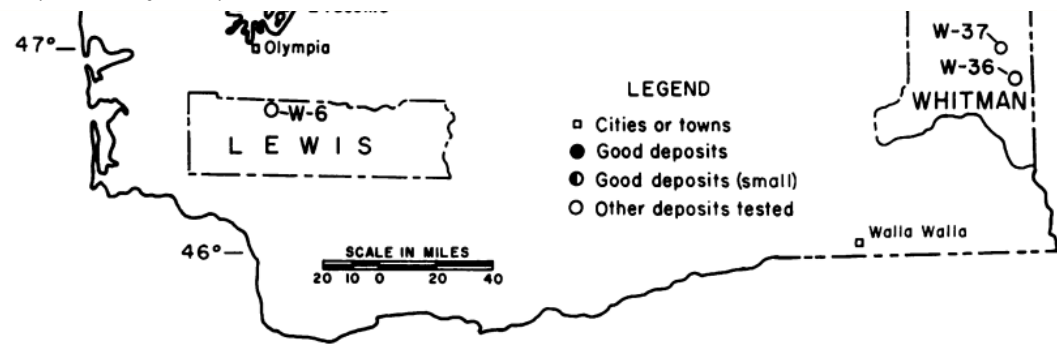 47°
Olympia
W-37
W-36
WHITMAN
W-6
LEWIS
LEGEND
Cities or towns
Good deposits
Good deposits (small)
Other deposits tested
Walla Walla
46°
SCALE IN MILES
20 10 0 20 40